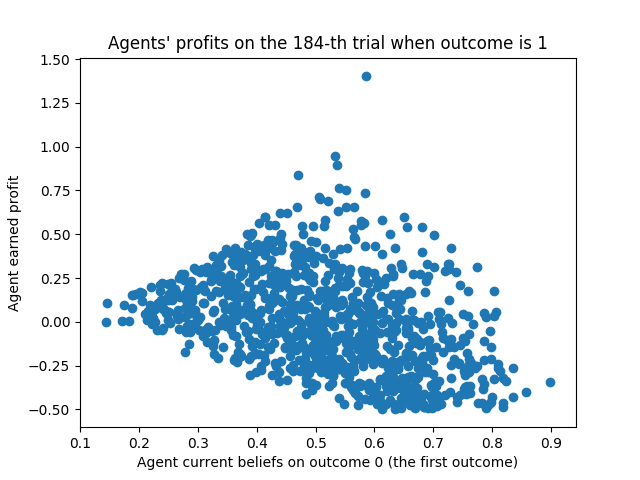 Agents' profits on the 184-th trial when outcome is 1
1.50
1.25
1.00
0.75
0.50
0.25
0.00
−0.25
−0.50
Agent earned profit
0.1 0.2 0.3 0.4 0.5 0.6 0.7 0.8 0.9
Agent current beliefs on outcome 0 (the first outcome)